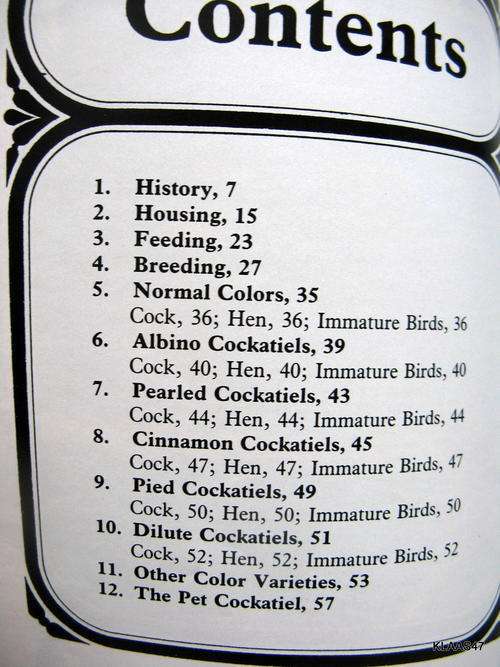 Contents
1. History, 7
2. Housing, 15
3. Feeding, 23
4. Breeding, 27
5. Normal Colors, 35
Cock, 36; Hen, 36; Immature Birds, 36
6. Albino Cockatiels, 39
Cock, 40; Hen, 40; Immature Birds, 40
7. Pearled Cockatiels, 43
Cock, 44; Hen, 44; Immature Birds, 44
8. Cinnamon Cockatiels, 45
Cock, 47; Hen, 47; Immature Birds, 47
9. Pied Cockatiels, 49
Cock, 50; Hen, 50; Immature Birds, 50
10. Dilute Cockatiels, 51
Cock, 52; Hen, 52; Immature Birds, 52
11. Other Color Varieties, 53
12. The Pet Cockatiel, 57
KLAAS47